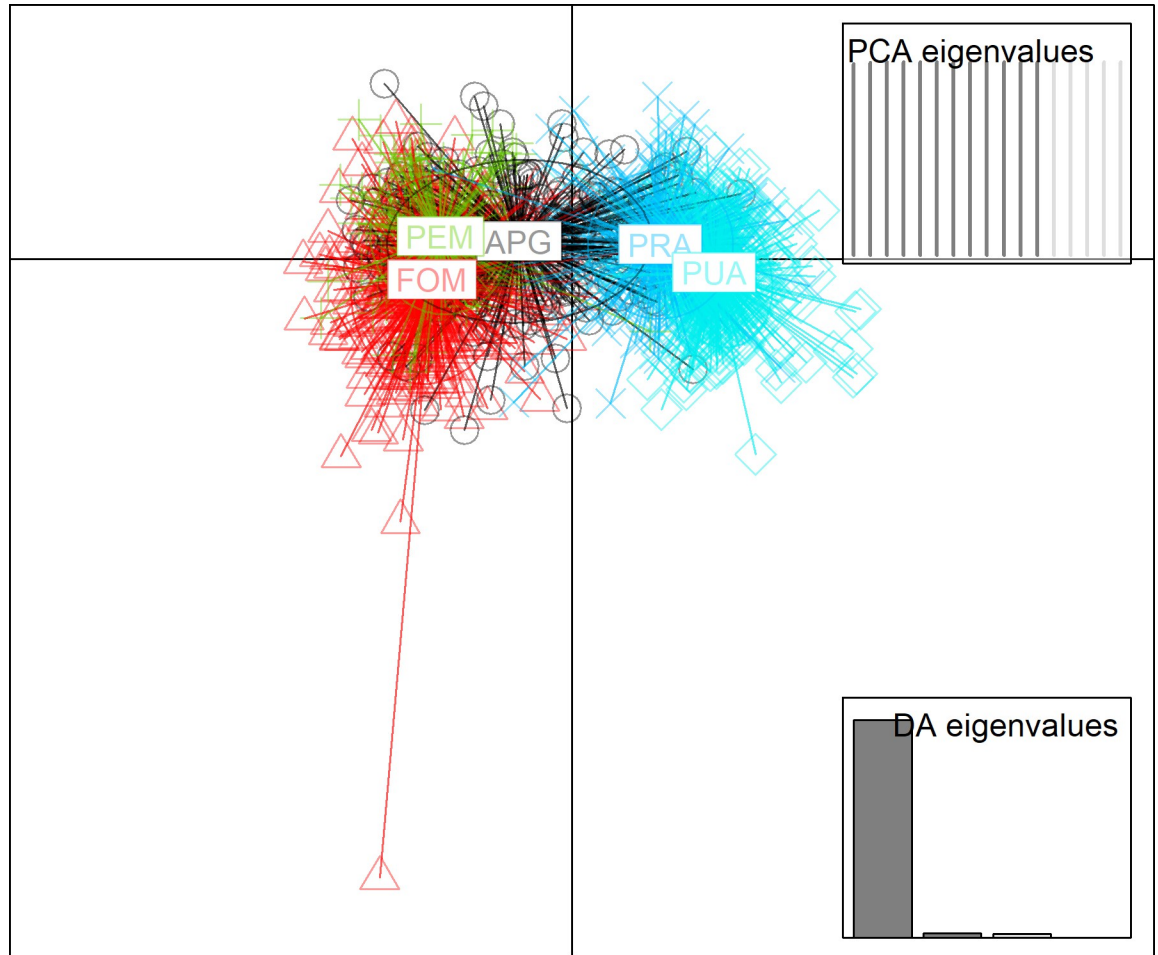 PCA eigenvalues
PEM
APG
PRA
FOM
PUA
DA eigenvalues